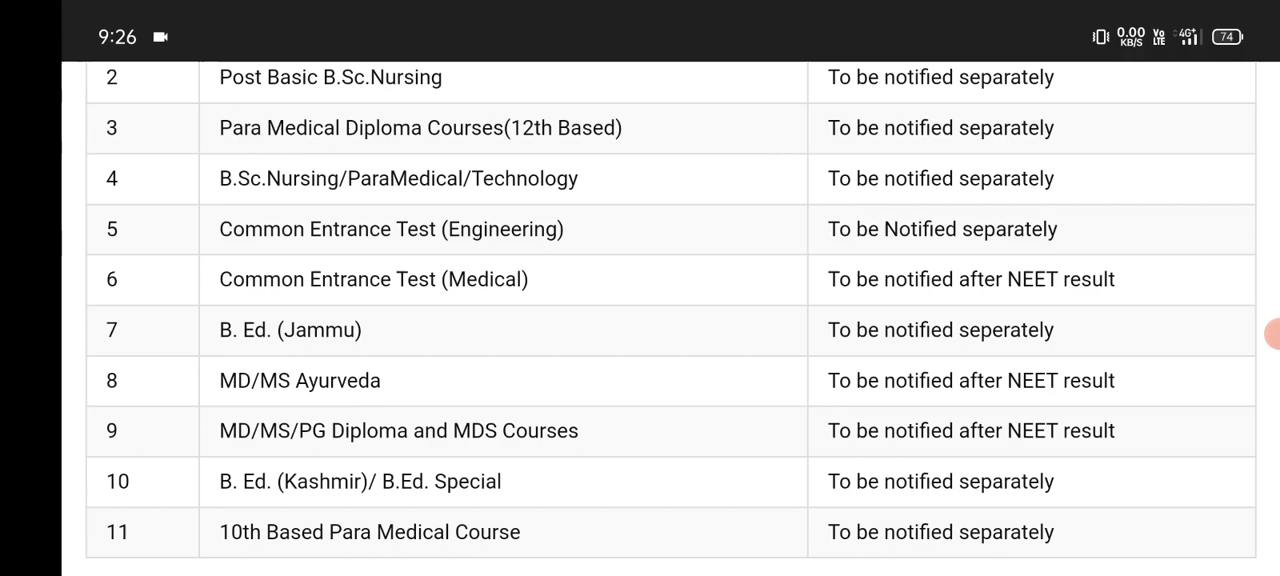 9:26 0.00 KB/S Vo LTE 4G+ 74
2 Post Basic B.Sc.Nursing To be notified separately
3 Para Medical Diploma Courses(12th Based) To be notified separately
4 B.Sc.Nursing/ParaMedical/Technology To be notified separately
5 Common Entrance Test (Engineering) To be Notified separately
6 Common Entrance Test (Medical) To be notified after NEET result
7 B. Ed. (Jammu) To be notified seperately
8 MD/MS Ayurveda To be notified after NEET result
9 MD/MS/PG Diploma and MDS Courses To be notified after NEET result
10 B. Ed. (Kashmir)/ B.Ed. Special To be notified separately
11 10th Based Para Medical Course To be notified separately